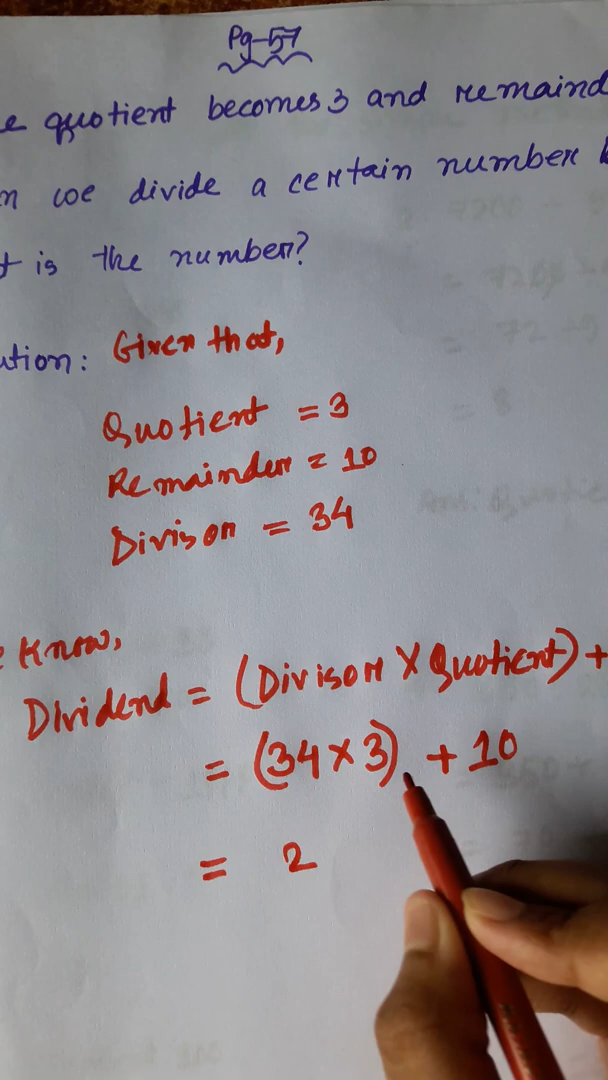 Pg-57
e quotient becomes 3 and remaind
n we divide a certain number
t is the number?
ution: Given that,
Quotient = 3
Remainder = 10
Divison = 34
e know,
Dividend = (Divisor X Quotient) +
= (34 x 3) + 10
= 2